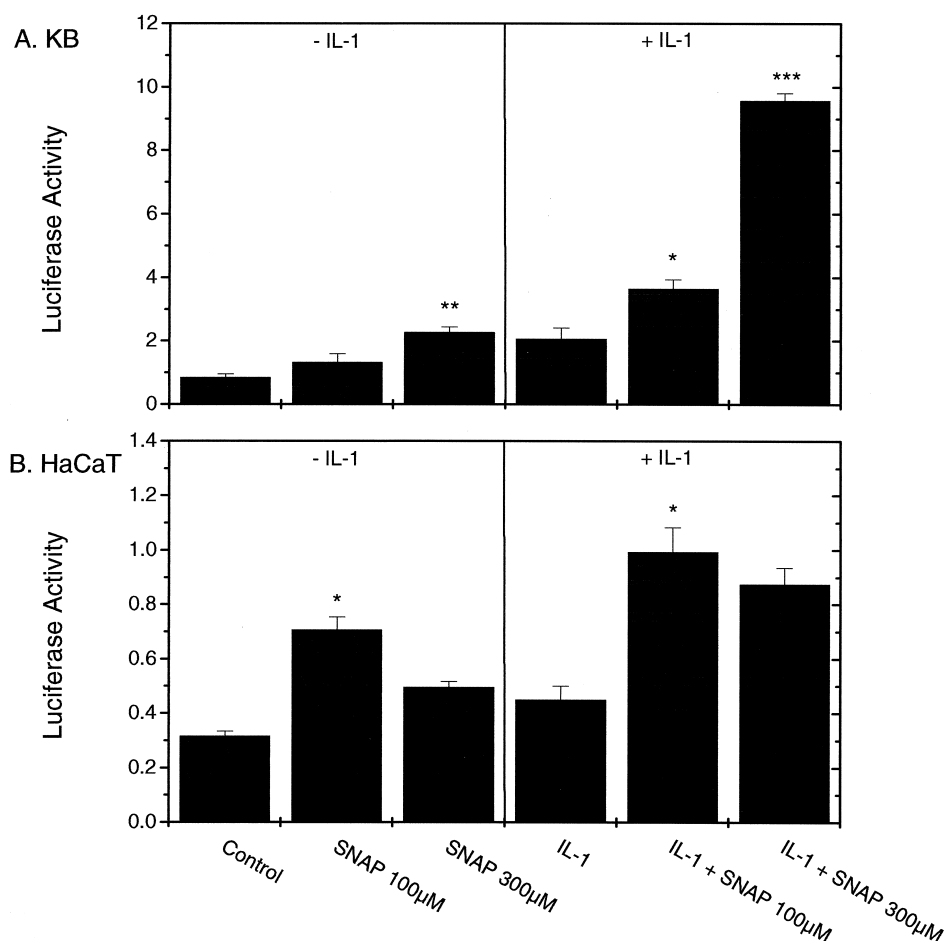 A. KB
- IL-1
+ IL-1
Luciferase Activity
12
10
8
6
4
2
0
**
*
***
B. HaCaT
- IL-1
+ IL-1
Luciferase Activity
1.4
1.2
1.0
0.8
0.6
0.4
0.2
0.0
*
*
Control
SNAP 100µM
SNAP 300µM
IL-1
IL-1 + SNAP 100µM
IL-1 + SNAP 300µM